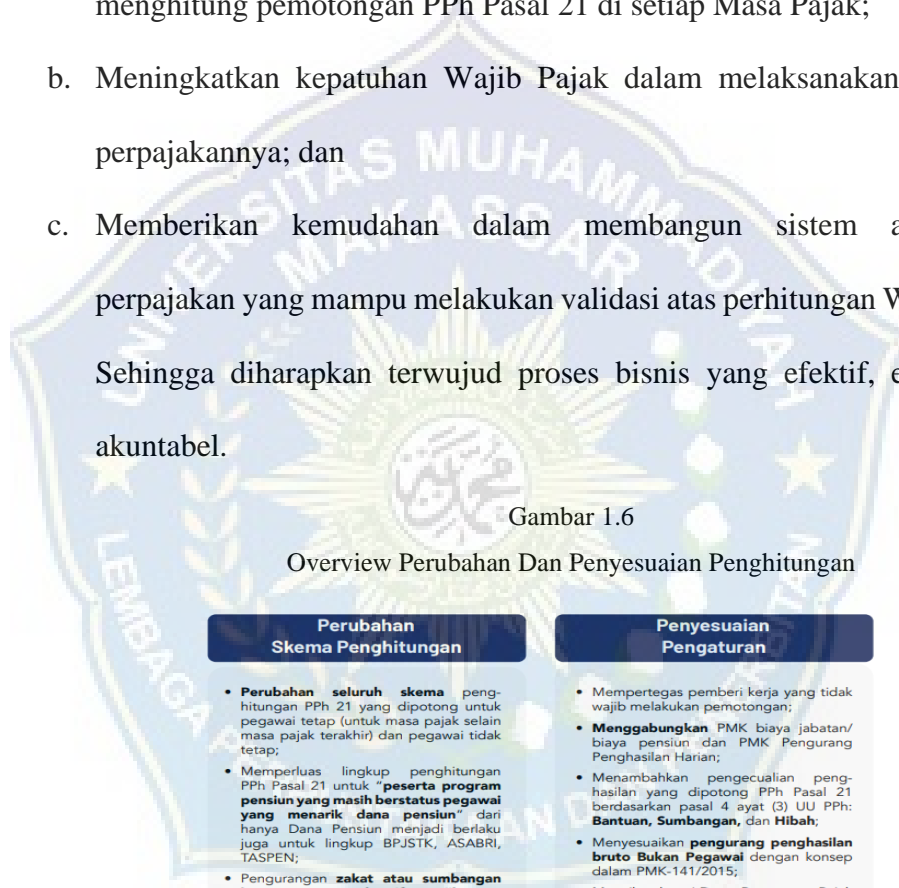 menghitung pemotongan PPh Pasal 21 di setiap Masa Pajak;
b. Meningkatkan kepatuhan Wajib Pajak dalam melaksanakan
perpajakannya; dan
c. Memberikan kemudahan dalam membangun sistem a
perpajakan yang mampu melakukan validasi atas perhitungan W
Sehingga diharapkan terwujud proses bisnis yang efektif, e
akuntabel.
UNIVERSITAS MUHAMMADIYAH
MAKASSAR
LEMBAGA
Gambar 1.6
Overview Perubahan Dan Penyesuaian Penghitungan
Perubahan
Skema Penghitungan
• Perubahan seluruh skema peng-
hitungan PPh 21 yang dipotong untuk
pegawai tetap (untuk masa pajak selain
masa pajak terakhir) dan pegawai tidak
tetap;
• Memperluas lingkup penghitungan
PPh Pasal 21 untuk "peserta program
pensiun yang masih berstatus pegawai
yang menarik dana pensiun" dari
hanya Dana Pensiun menjadi berlaku
juga untuk lingkup BPJSTK, ASABRI,
TASPEN;
• Pengurangan zakat atau sumbangan
Penyesuaian
Pengaturan
• Mempertegas pemberi kerja yang tidak
wajib melakukan pemotongan;
• Menggabungkan PMK biaya jabatan/
biaya pensiun dan PMK Pengurang
Penghasilan Harian;
• Menambahkan pengecualian peng-
hasilan yang dipotong PPh Pasal 21
berdasarkan pasal 4 ayat (3) UU PPh:
Bantuan, Sumbangan, dan Hibah;
• Menyesuaikan pengurang penghasilan
bruto Bukan Pegawai dengan konsep
dalam PMK-141/2015;